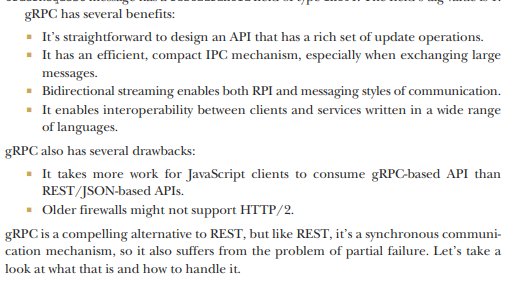 gRPC has several benefits:
▪ It's straightforward to design an API that has a rich set of update operations.
▪ It has an efficient, compact IPC mechanism, especially when exchanging large
messages.
▪ Bidirectional streaming enables both RPI and messaging styles of communication.
▪ It enables interoperability between clients and services written in a wide range
of languages.
gRPC also has several drawbacks:
▪ It takes more work for JavaScript clients to consume gRPC-based API than
REST/JSON-based APIs.
▪ Older firewalls might not support HTTP/2.
gRPC is a compelling alternative to REST, but like REST, it's a synchronous communi-
cation mechanism, so it also suffers from the problem of partial failure. Let's take a
look at what that is and how to handle it.